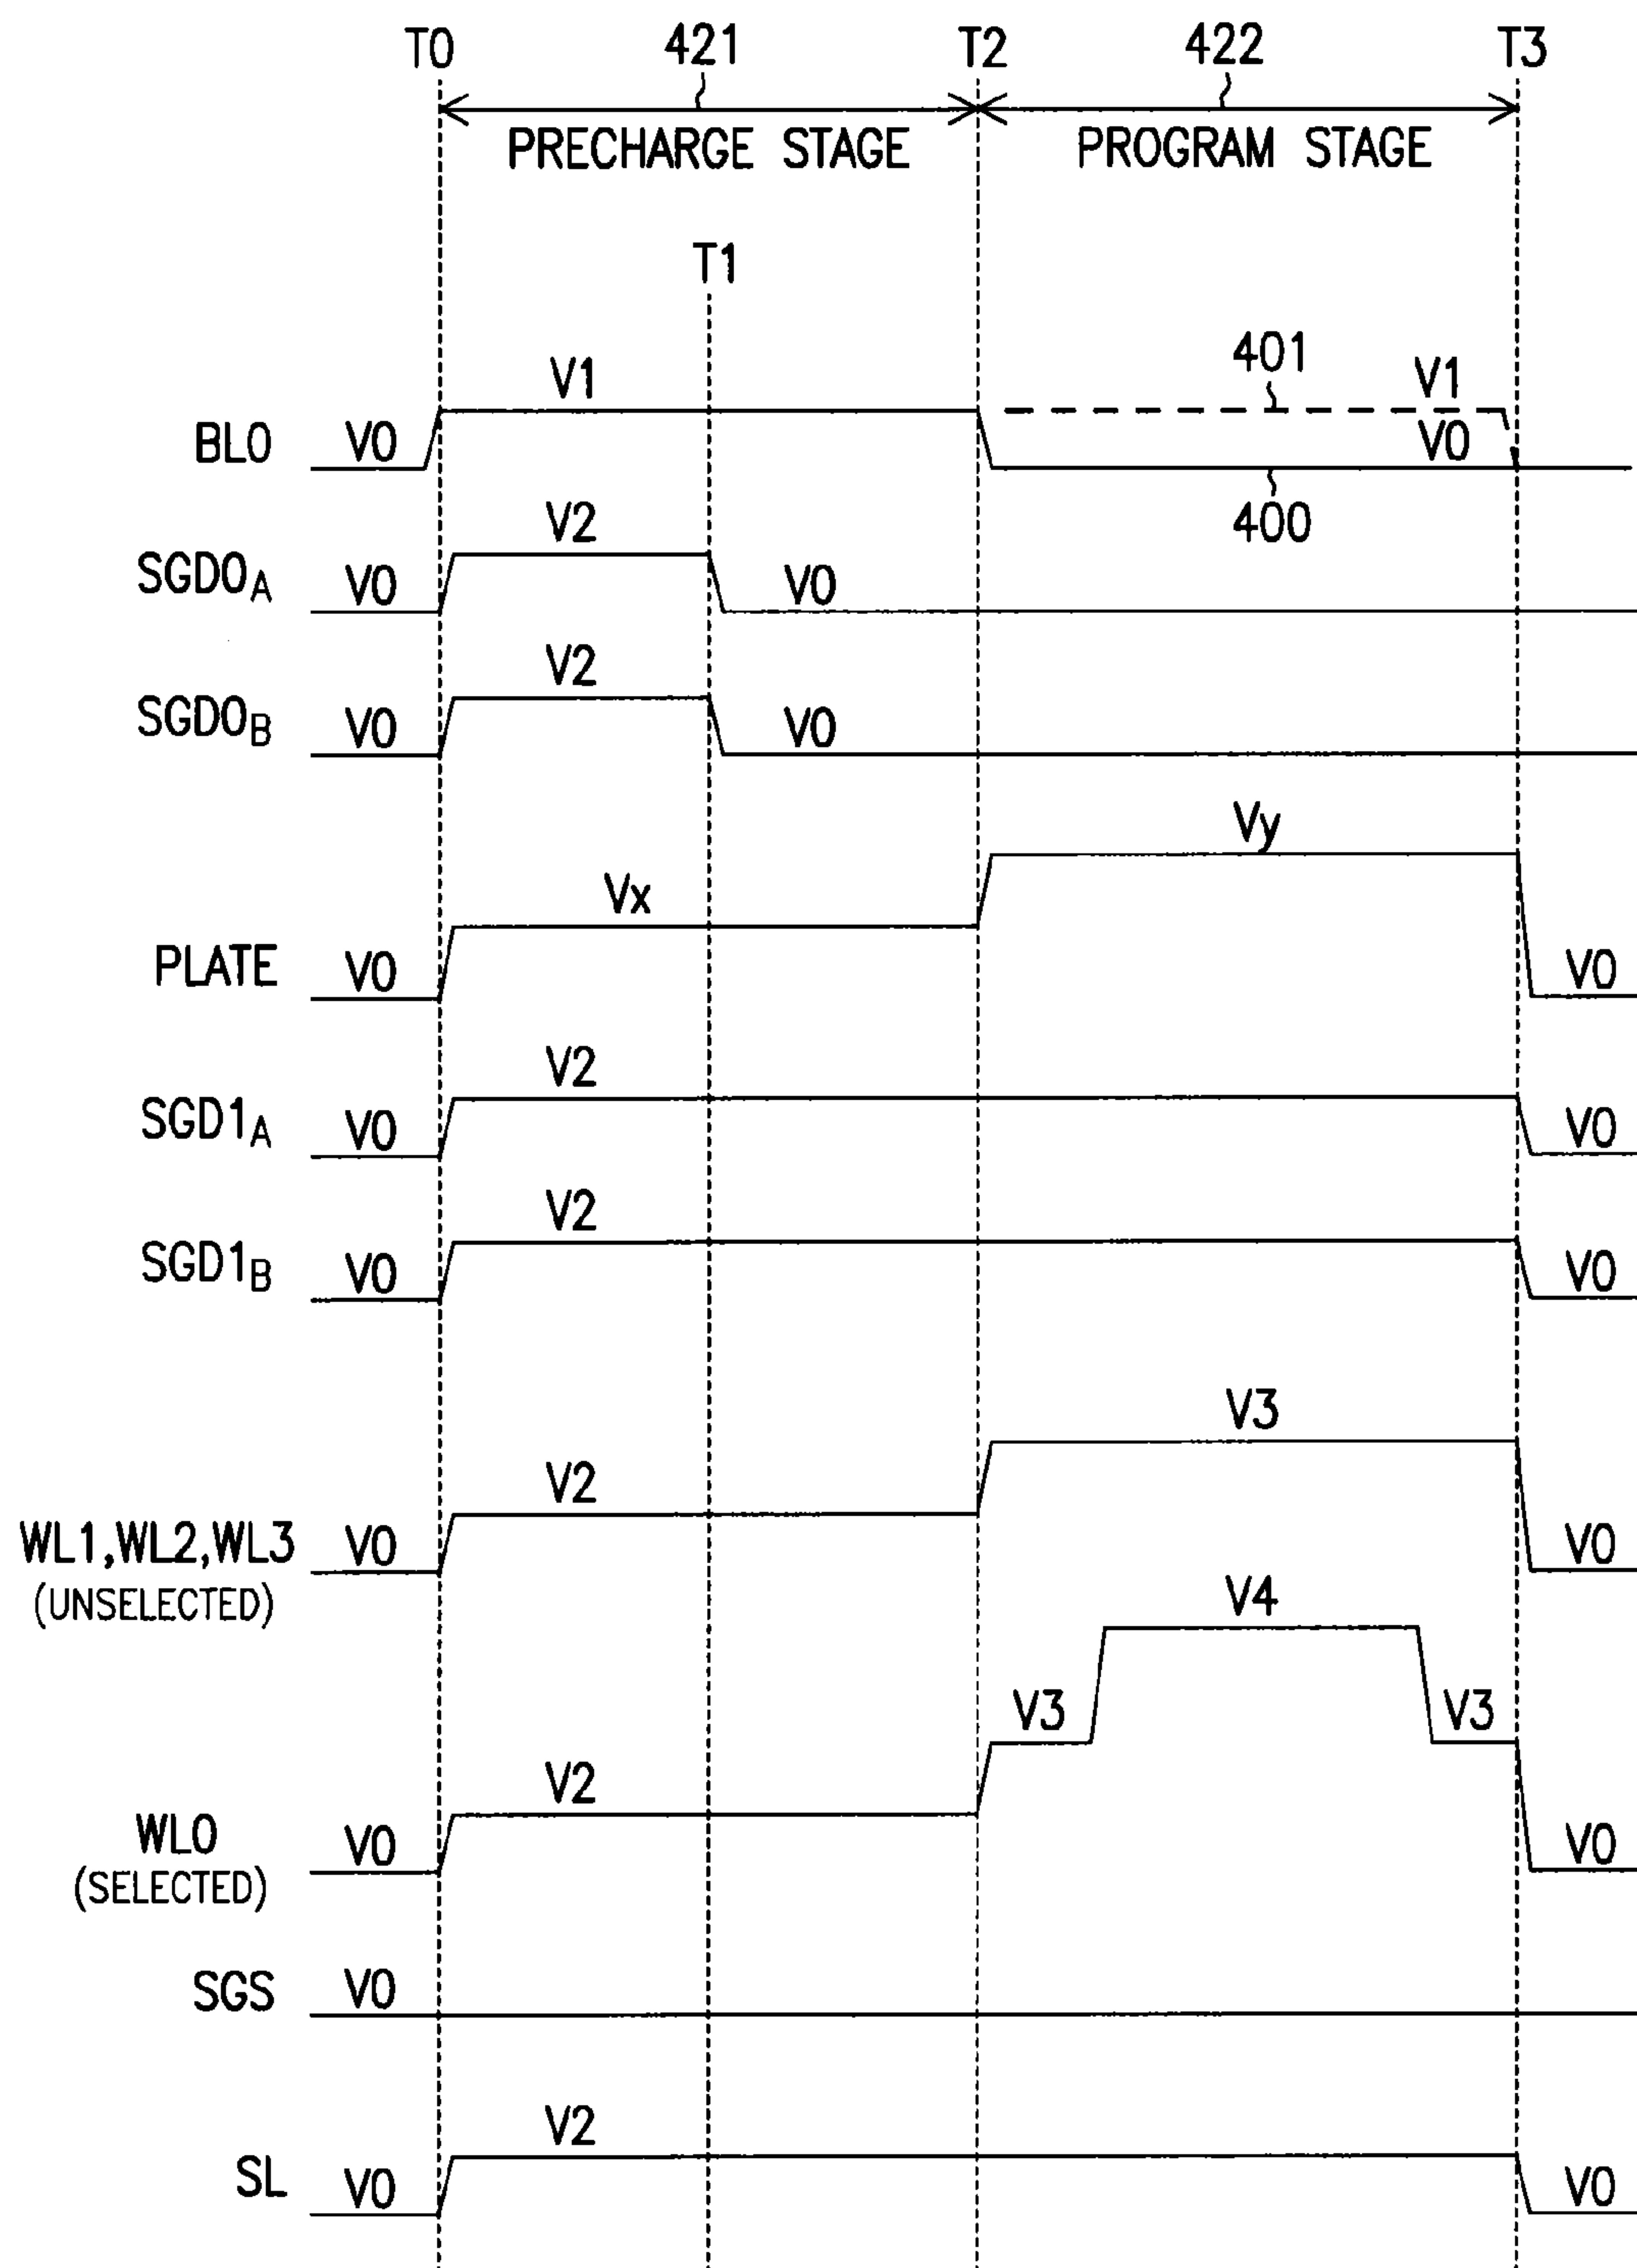 T0 421 T2 422 T3
PRECHARGE STAGE PROGRAM STAGE
T1
V1 401 V1
BL0 V0 V0
400
V2
SGD0A V0 V0
V2
SGD0B V0 V0
Vy
Vx
PLATE V0 V0
V2
SGD1A V0 V0
V2
SGD1B V0 V0
V3
V2
WL1,WL2,WL3 V0 V0
(UNSELECTED)
V4
V3 V3
V2
WL0 V0 V0
(SELECTED)
SGS V0
V2
SL V0 V0